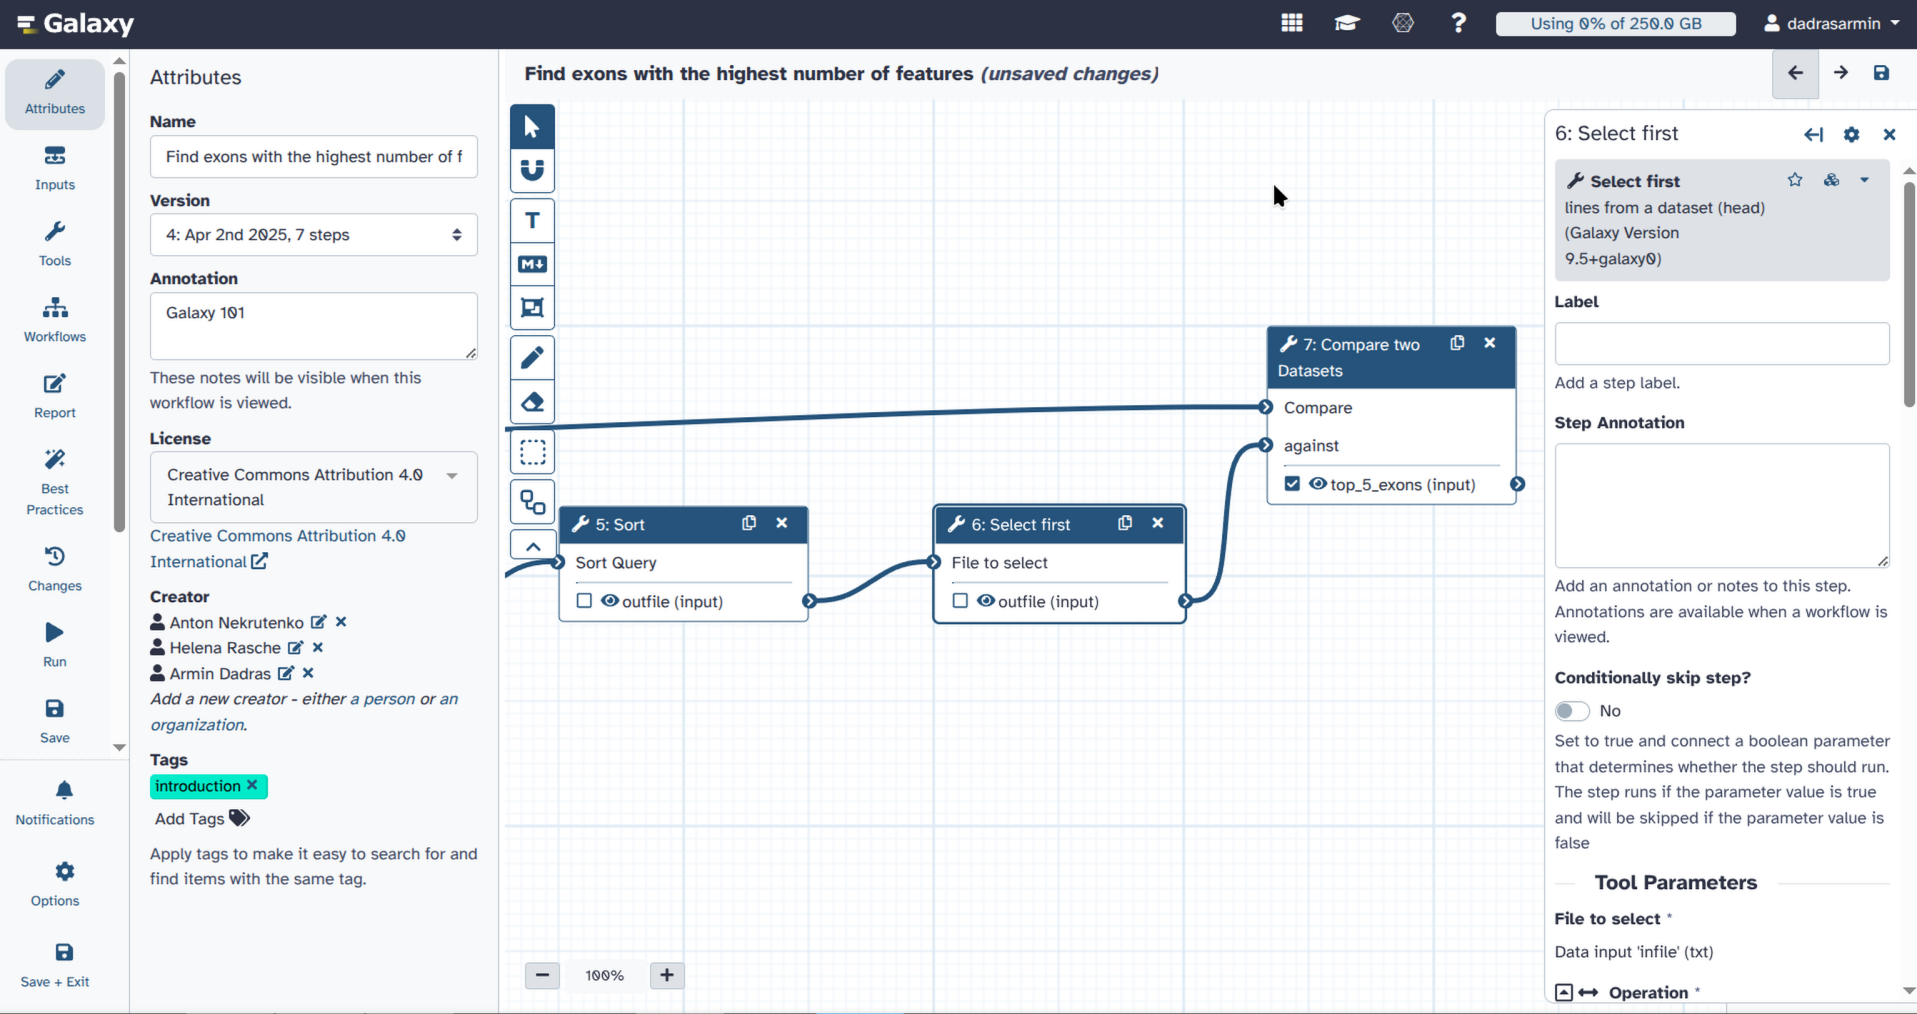 Galaxy
Using 0% of 250.0 GB
dadrasarmin
Attributes
Inputs
Tools
Workflows
Report
Best
Practices
Changes
Run
Save
Notifications
Options
Save + Exit
Attributes
Name
Find exons with the highest number of f
Version
4: Apr 2nd 2025, 7 steps
Annotation
Galaxy 101
These notes will be visible when this
workflow is viewed.
License
Creative Commons Attribution 4.0
International
Creative Commons Attribution 4.0
International
Creator
Anton Nekrutenko
Helena Rasche
Armin Dadras
Add a new creator - either a person or an
organization.
Tags
introduction
Add Tags
Apply tags to make it easy to search for and
find items with the same tag.
Find exons with the highest number of features (unsaved changes)
T
M
5: Sort
Sort Query
outfile (input)
6: Select first
File to select
outfile (input)
7: Compare two
Datasets
Compare
against
top_5_exons (input)
100%
6: Select first
Select first
lines from a dataset (head)
(Galaxy Version
9.5+galaxy0)
Label
Add a step label.
Step Annotation
Add an annotation or notes to this step.
Annotations are available when a workflow is
viewed.
Conditionally skip step?
No
Set to true and connect a boolean parameter
that determines whether the step should run.
The step runs if the parameter value is true
and will be skipped if the parameter value is
false
Tool Parameters
File to select *
Data input 'infile' (txt)
Operation *